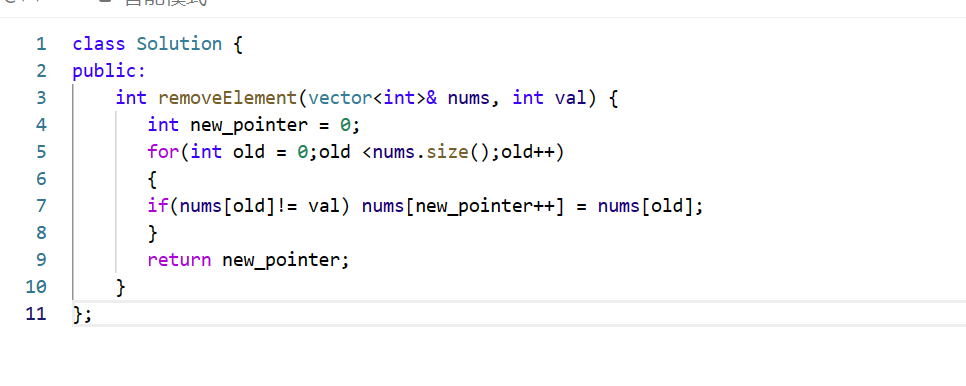 智能模式
1 class Solution {
2 public:
3     int removeElement(vector<int>& nums, int val) {
4        int new_pointer = 0;
5        for(int old = 0;old <nums.size();old++)
6        {
7        if(nums[old]!= val) nums[new_pointer++] = nums[old];
8        }
9        return new_pointer;
10     }
11 };